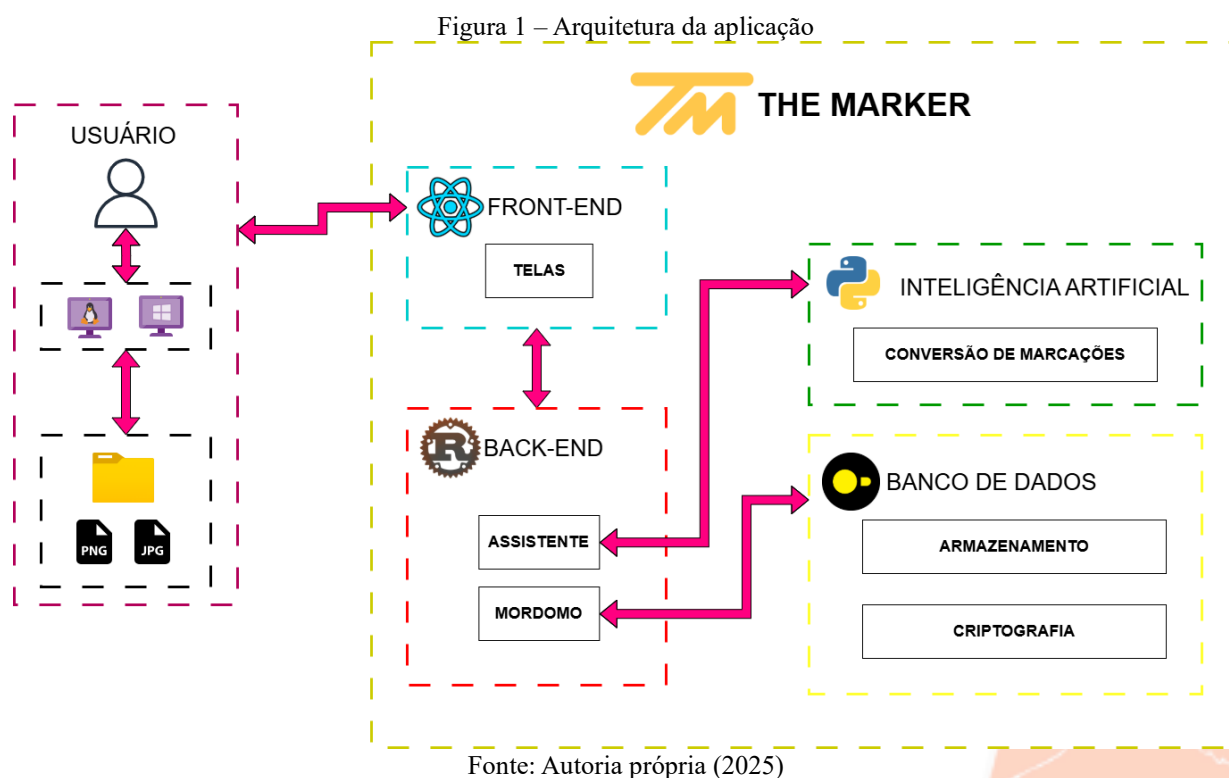 Figura 1 – Arquitetura da aplicação
TM THE MARKER
USUÁRIO
FRONT-END
TELAS
INTELIGÊNCIA ARTIFICIAL
CONVERSÃO DE MARCAÇÕES
R BACK-END
BANCO DE DADOS
ASSISTENTE
ARMAZENAMENTO
PNG JPG
MORDOMO
CRIPTOGRAFIA
Fonte: Autoria própria (2025)